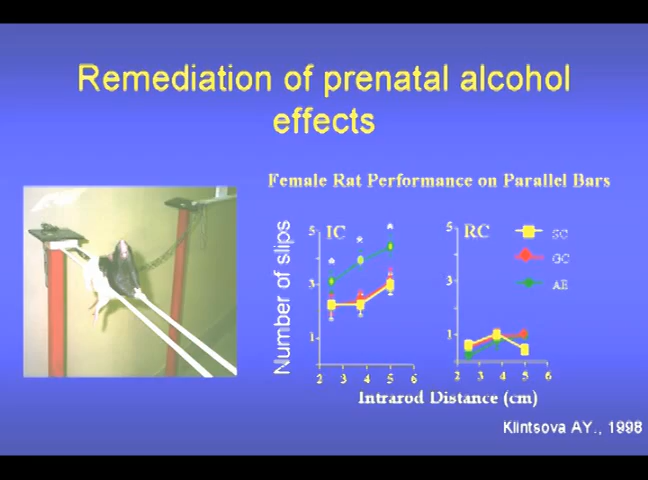 Remediation of prenatal alcohol
effects
Female Rat Performance on Parallel Bars
Number of slips
5
3
1
IC
2 3 4 5 6
5
3
1
RC
2 3 4 5 6
SC
GC
AE
Intrarod Distance (cm)
Klintsova AY., 1998